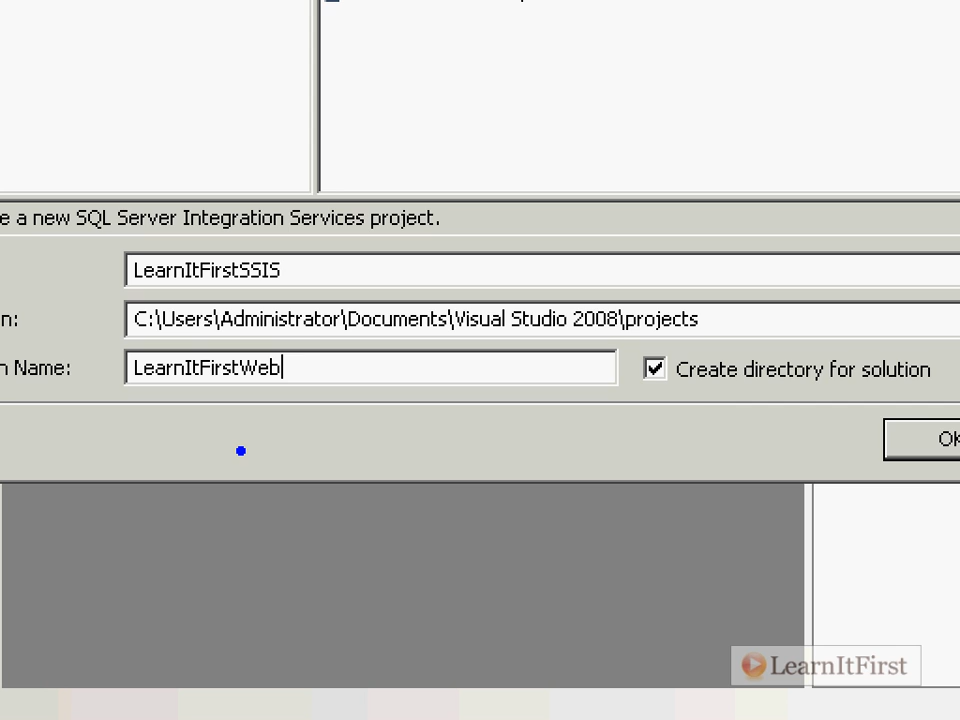 e a new SQL Server Integration Services project.
LearnItFirstSSIS
n: C:\Users\Administrator\Documents\Visual Studio 2008\projects
n Name: LearnItFirstWeb Create directory for solution
OK
LearnItFirst